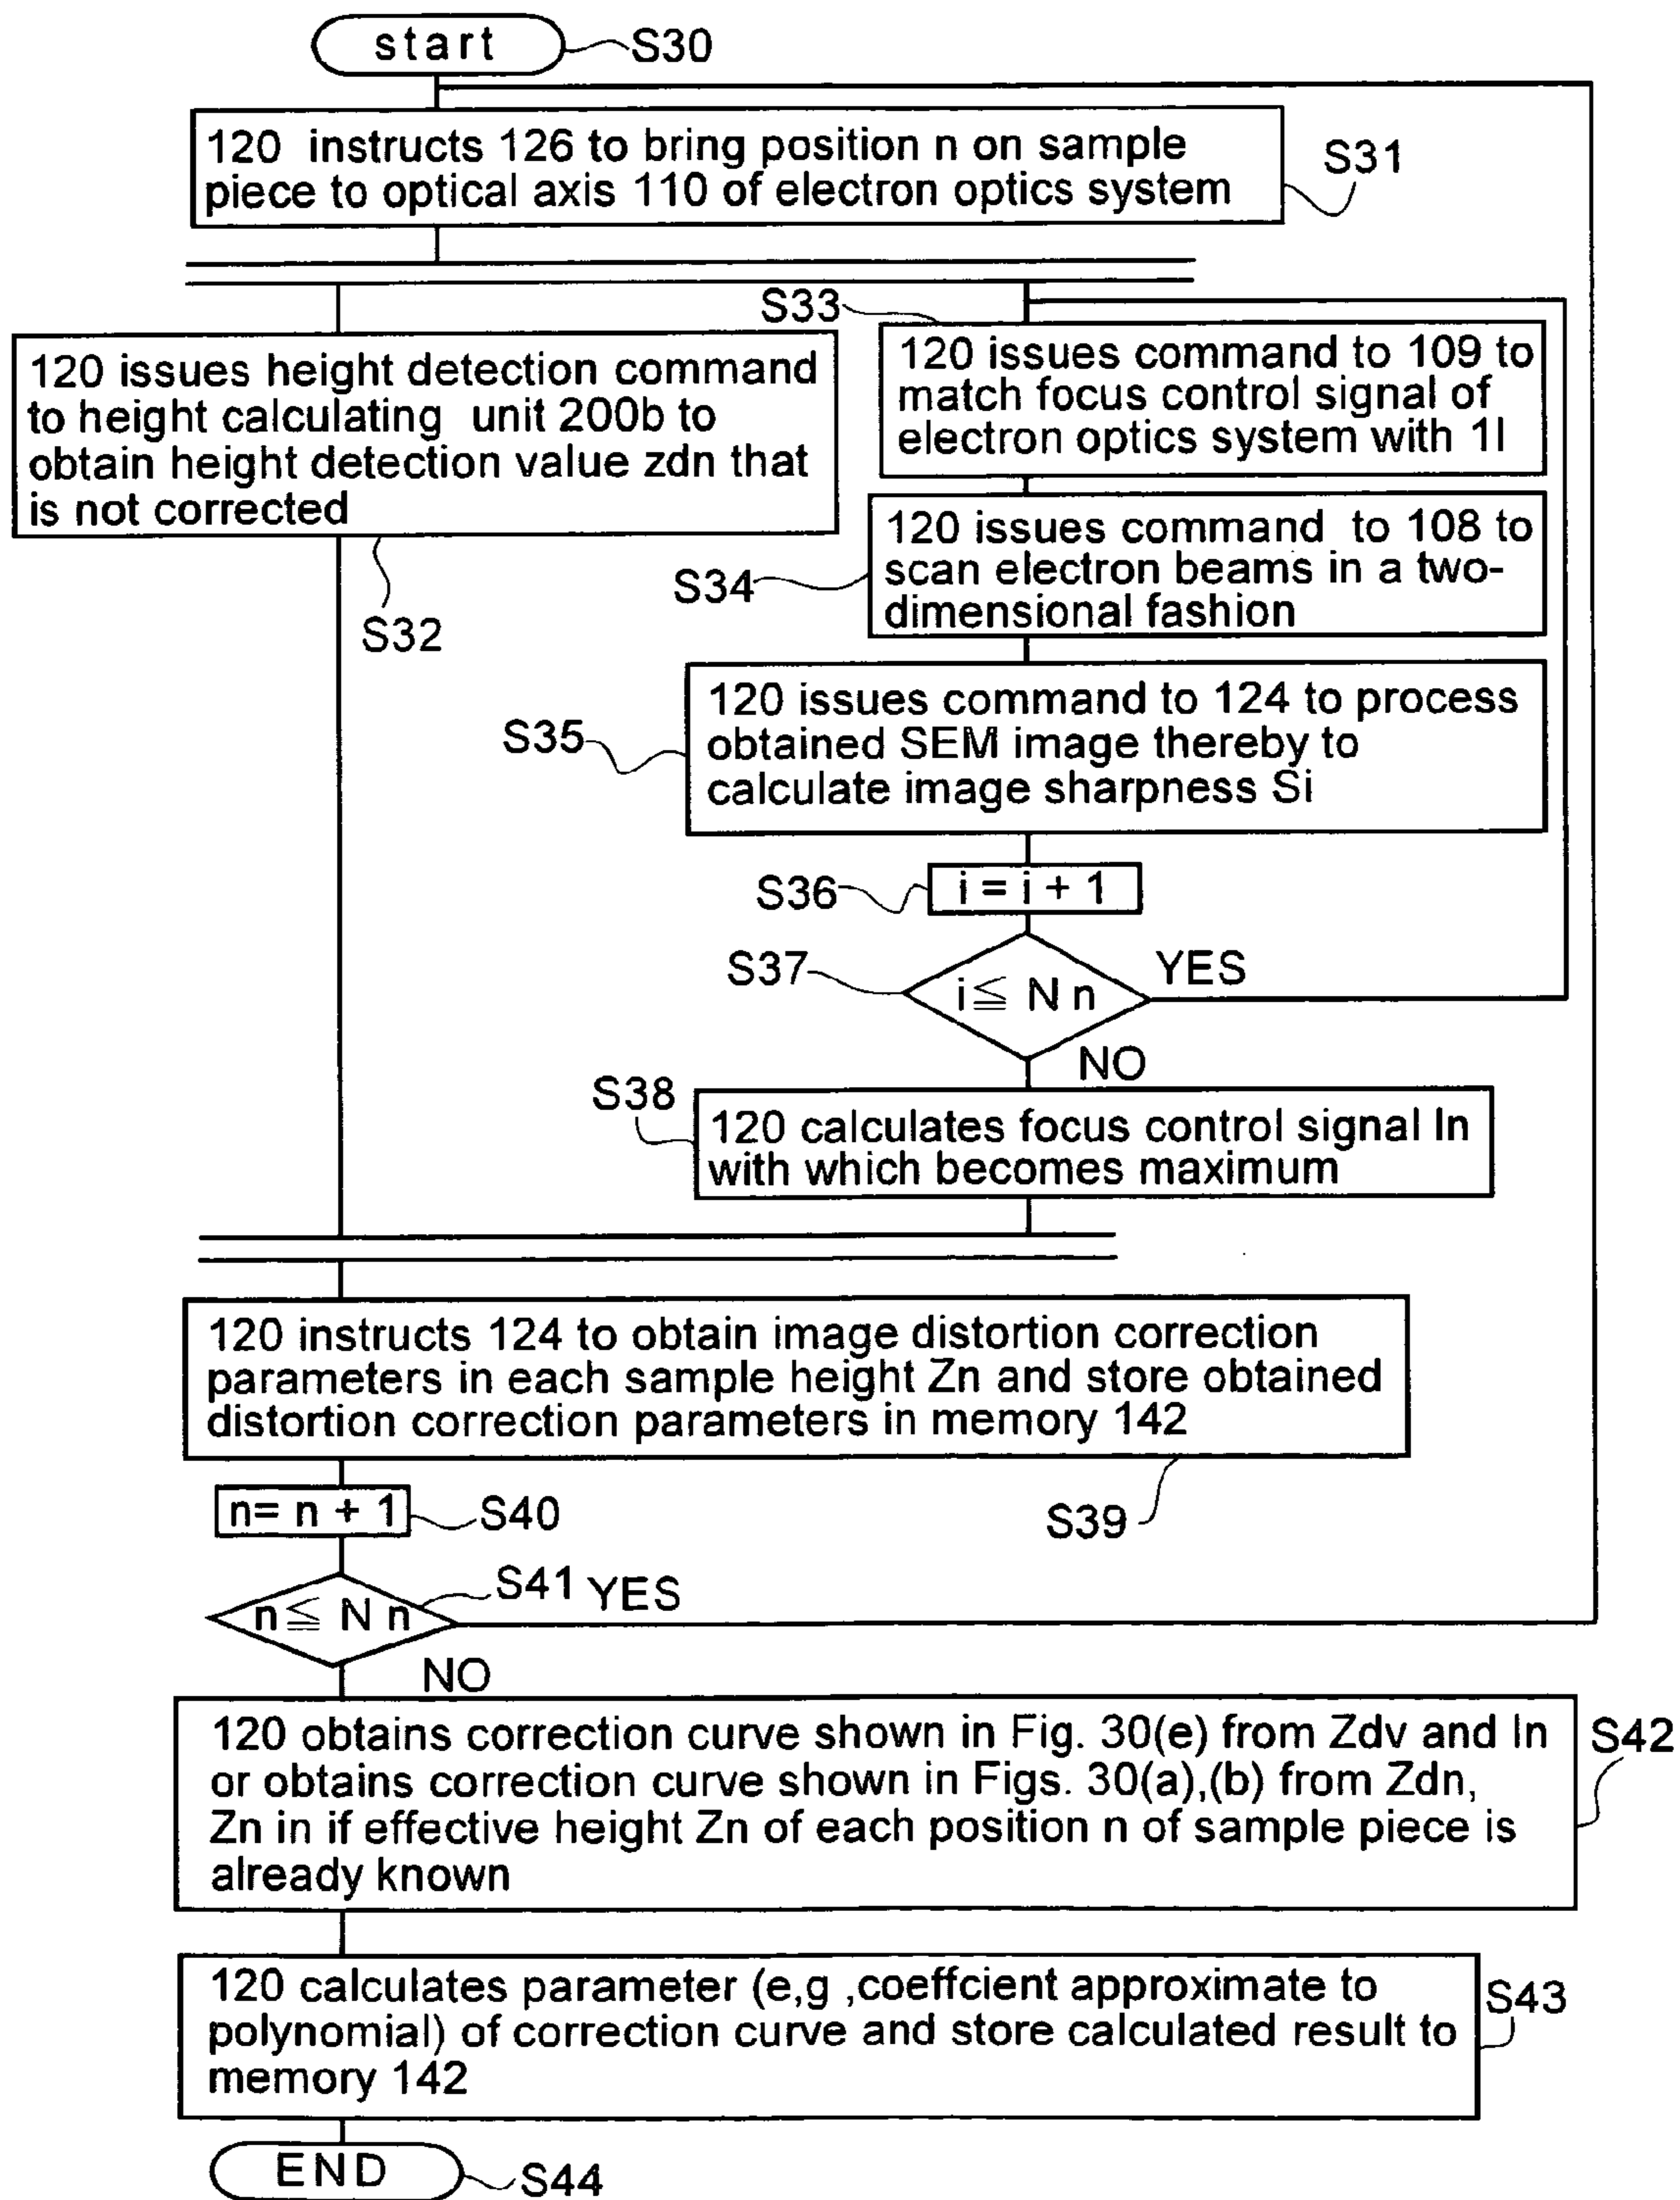 start
S30
120 instructs 126 to bring position n on sample
piece to optical axis 110 of electron optics system
S31
120 issues height detection command
to height calculating unit 200b to
obtain height detection value zdn that
is not corrected
S32
S33
120 issues command to 109 to
match focus control signal of
electron optics system with 1I
S34
120 issues command to 108 to
scan electron beams in a two-
dimensional fashion
S35
120 issues command to 124 to process
obtained SEM image thereby to
calculate image sharpness Si
S36
i = i + 1
S37
i ≦ N n
YES
NO
S38
120 calculates focus control signal In
with which becomes maximum
120 instructs 124 to obtain image distortion correction
parameters in each sample height Zn and store obtained
distortion correction parameters in memory 142
S39
n= n + 1
S40
S41
n ≦ N n
YES
NO
120 obtains correction curve shown in Fig. 30(e) from Zdv and In
or obtains correction curve shown in Figs. 30(a),(b) from Zdn,
Zn in if effective height Zn of each position n of sample piece is
already known
S42
120 calculates parameter (e,g ,coeffcient approximate to
polynomial) of correction curve and store calculated result to
memory 142
S43
END
S44